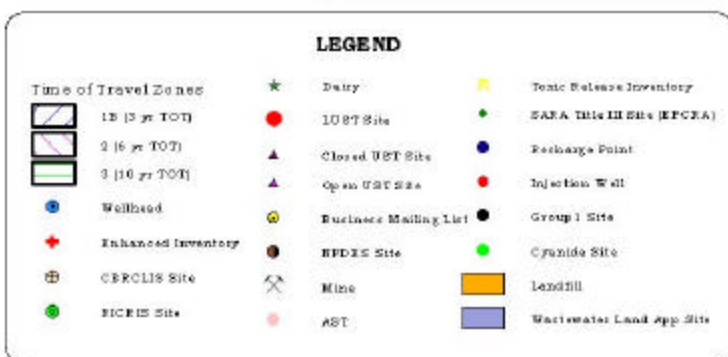 LEGEND
Time of Travel Zones
1B (3 yr TOT)
2 (6 yr TOT)
3 (10 yr TOT)
Wellhead
Enhanced Inventory
CERCLIS Site
RICRIS Site
Dairy
LUST Site
Closed UST Site
Open UST Site
Business Mailing List
NPDES Site
Mine
AST
Toxic Release Inventory
SARA Title III Site (EPCRA)
Recharge Point
Injection Well
Group 1 Site
Cyanide Site
Landfill
Wastewater Land App Site